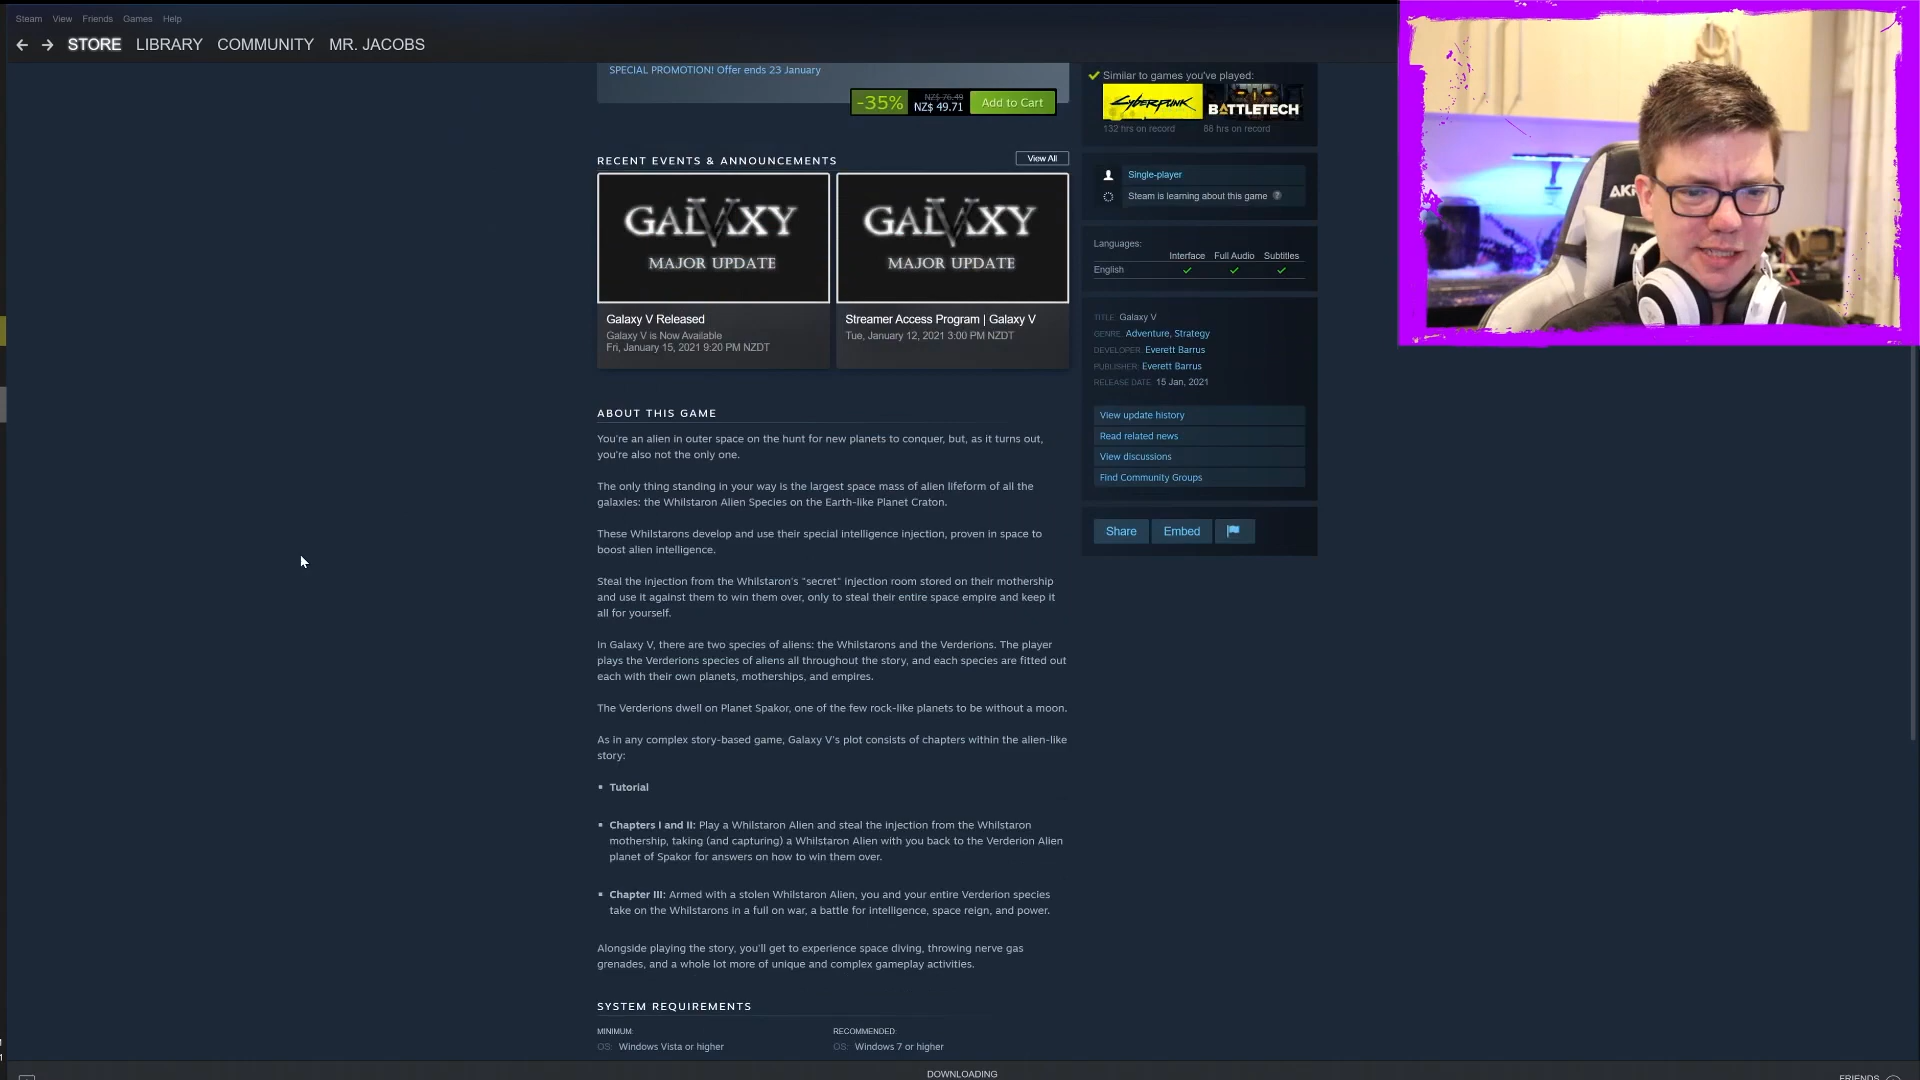 Steam View Friends Games Help
STORE LIBRARY COMMUNITY MR. JACOBS
SPECIAL PROMOTION! Offer ends 23 January
-35% NZ$ 76.49 NZ$ 49.71 Add to Cart
RECENT EVENTS & ANNOUNCEMENTS View All
GALVXY
MAJOR UPDATE
Galaxy V Released
Galaxy V is Now Available
Fri, January 15, 2021 9:20 PM NZDT
GALVXY
MAJOR UPDATE
Streamer Access Program | Galaxy V
Tue, January 12, 2021 3:00 PM NZDT
ABOUT THIS GAME
You're an alien in outer space on the hunt for new planets to conquer, but, as it turns out,
you're also not the only one.
The only thing standing in your way is the largest space mass of alien lifeform of all the
galaxies: the Whilstaron Alien Species on the Earth-like Planet Craton.
These Whilstarons develop and use their special intelligence injection, proven in space to
boost alien intelligence.
Steal the injection from the Whilstaron's "secret" injection room stored on their mothership
and use it against them to win them over, only to steal their entire space empire and keep it
all for yourself.
In Galaxy V, there are two species of aliens: the Whilstarons and the Verderions. The player
plays the Verderions species of aliens all throughout the story, and each species are fitted out
each with their own planets, motherships, and empires.
The Verderions dwell on Planet Spakor, one of the few rock-like planets to be without a moon.
As in any complex story-based game, Galaxy V's plot consists of chapters within the alien-like
story:
Tutorial
Chapters I and II: Play a Whilstaron Alien and steal the injection from the Whilstaron
mothership, taking (and capturing) a Whilstaron Alien with you back to the Verderion Alien
planet of Spakor for answers on how to win them over.
Chapter III: Armed with a stolen Whilstaron Alien, you and your entire Verderion species
take on the Whilstarons in a full on war, a battle for intelligence, space reign, and power.
Alongside playing the story, you'll get to experience space diving, throwing nerve gas
grenades, and a whole lot more of unique and complex gameplay activities.
SYSTEM REQUIREMENTS
MINIMUM: RECOMMENDED:
OS: Windows Vista or higher OS: Windows 7 or higher
Similar to games you've played:
Cyberpunk BATTLETECH
132 hrs on record 88 hrs on record
Single-player
Steam is learning about this game ?
Languages:
Interface Full Audio Subtitles
English
TITLE: Galaxy V
GENRE: Adventure, Strategy
DEVELOPER: Everett Barrus
PUBLISHER: Everett Barrus
RELEASE DATE: 15 Jan, 2021
View update history
Read related news
View discussions
Find Community Groups
Share Embed
DOWNLOADING
FRIENDS